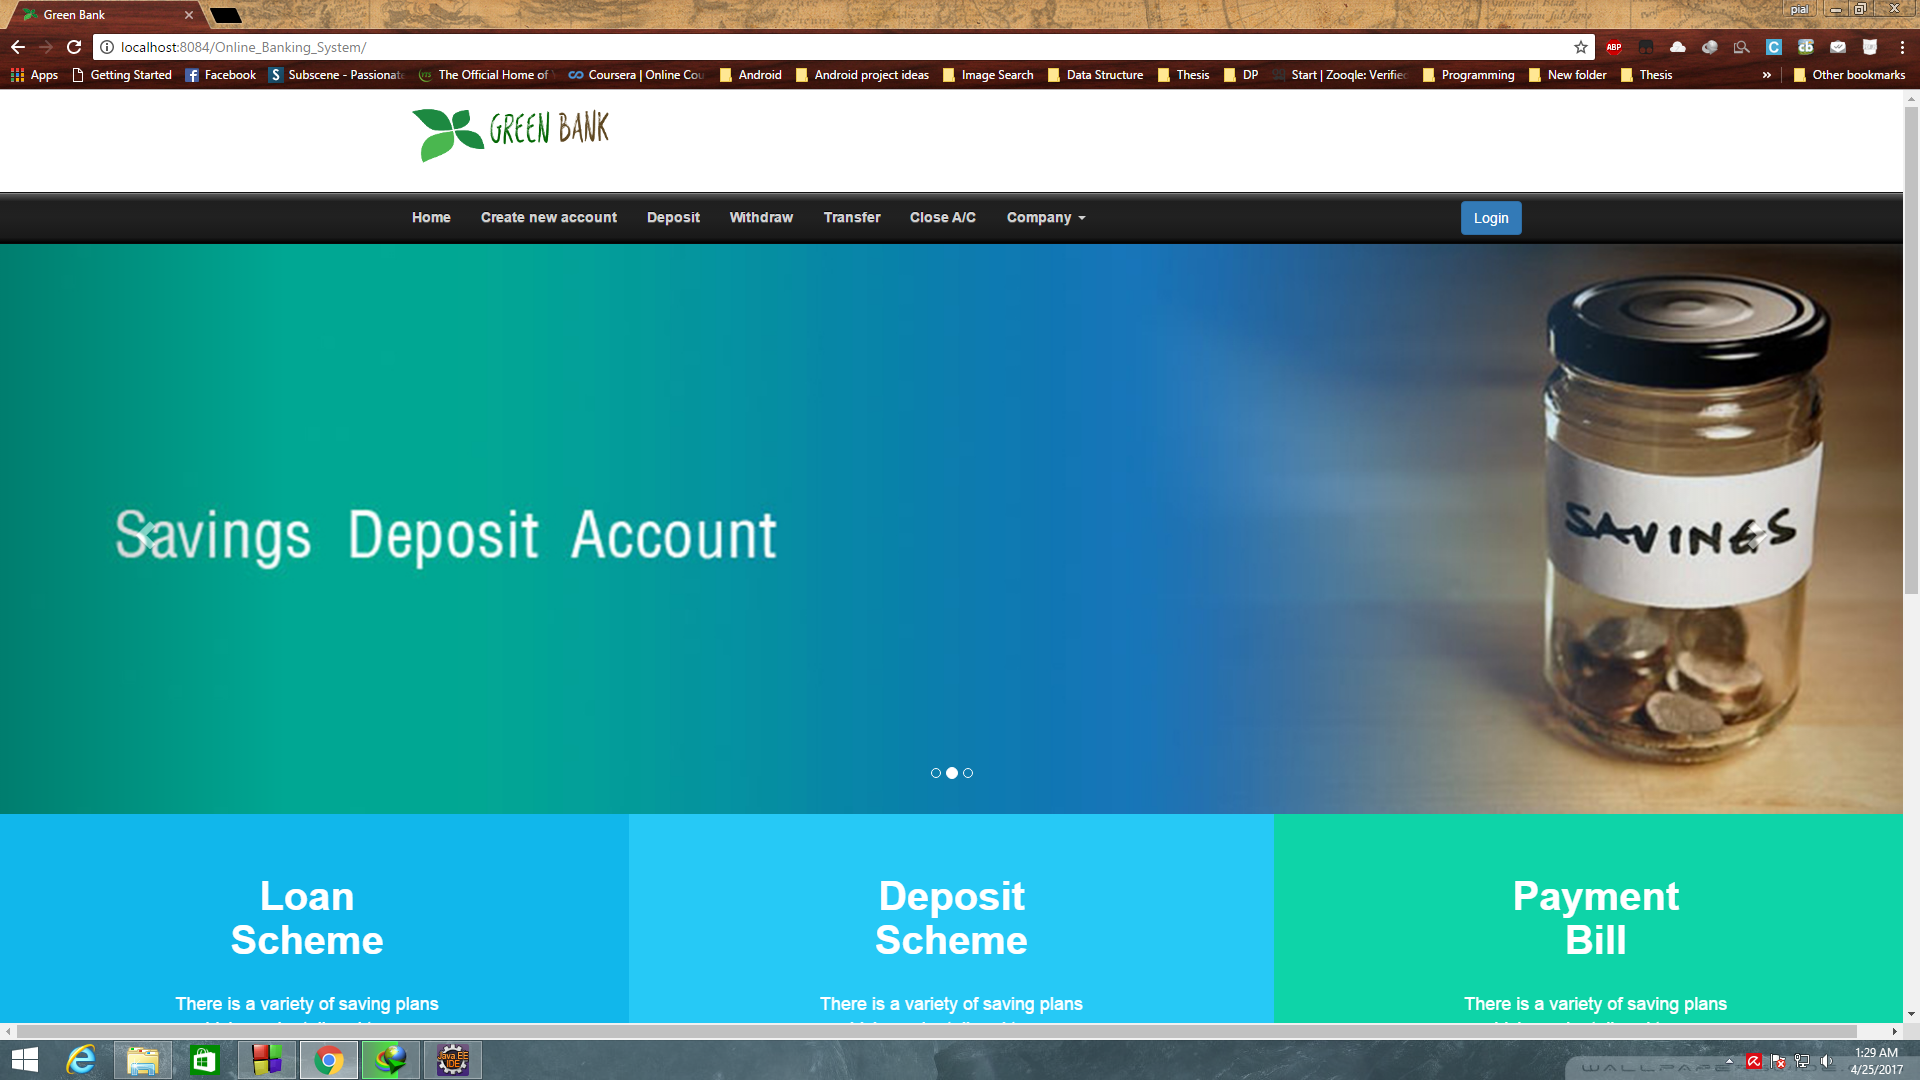 Green Bank
pial
localhost:8084/Online_Banking_System/
ABP
Apps Getting Started Facebook Subscene - Passionate The Official Home of Coursera | Online Cou Android Android project ideas Image Search Data Structure Thesis DP Start | Zooqle: Verified Programming New folder Thesis » Other bookmarks
GREEN BANK
Home Create new account Deposit Withdraw Transfer Close A/C Company Login
Savings Deposit Account
SAVINGS
Loan
Scheme
Deposit
Scheme
Payment
Bill
There is a variety of saving plans
There is a variety of saving plans
There is a variety of saving plans
Java EE
IDE
1:29 AM
4/25/2017